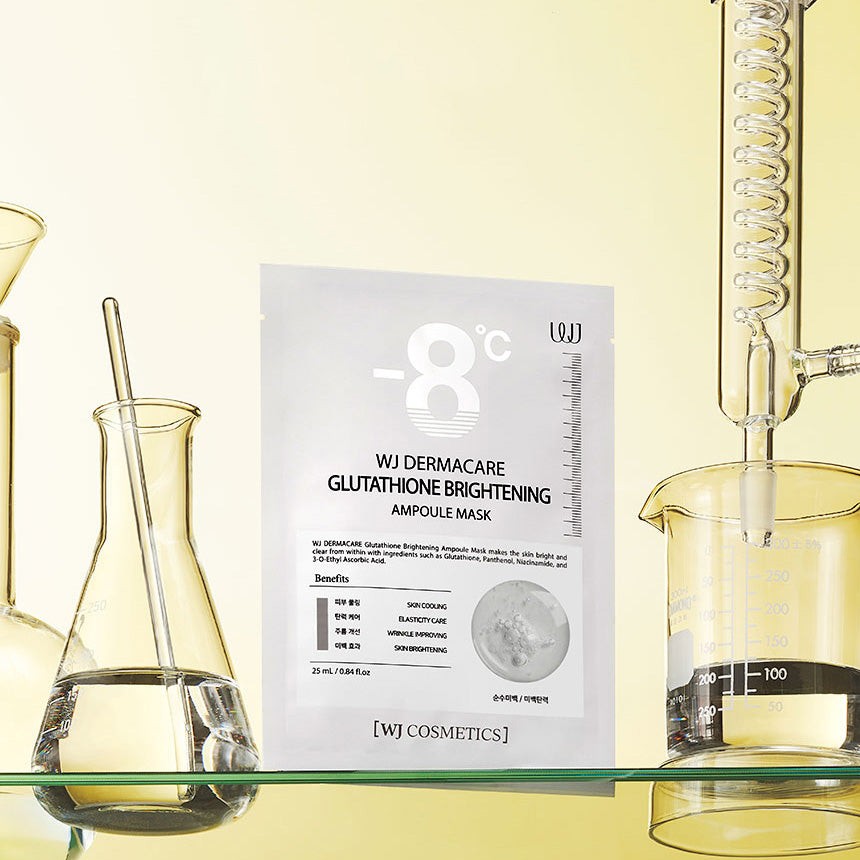 -8℃
WJ
WJ DERMACARE
GLUTATHIONE BRIGHTENING
AMPOULE MASK
WJ DERMACARE Glutathione Brightening Ampoule Mask makes the skin bright and
clear from within with ingredients such as Glutathione, Panthenol, Niacinamide, and
3-O-Ethyl Ascorbic Acid.
Benefits
피부 쿨링 SKIN COOLING
탄력 케어 ELASTICITY CARE
주름 개선 WRINKLE IMPROVING
미백 효과 SKIN BRIGHTENING
25 mL / 0.84 fl.oz
순수미백 / 미백탄력
[WJ COSMETICS]
250
50 250
100 200
150 150
200 100
250 50